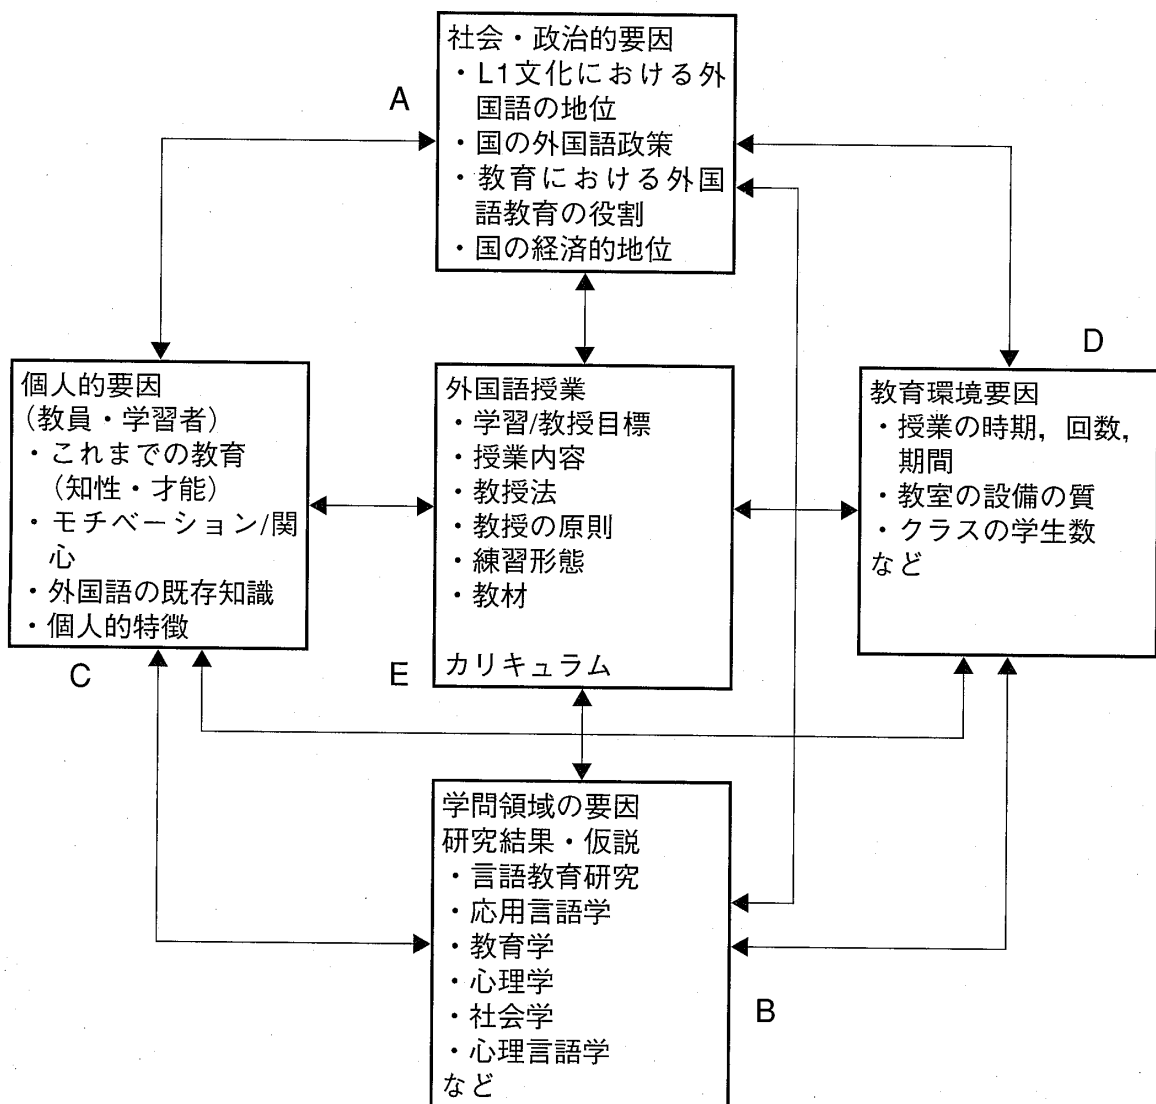 社会・政治的要因
・L1文化における外
国語の地位
・国の外国語政策
・教育における外国
語教育の役割
・国の経済的地位
A
個人的要因
(教員・学習者)
・これまでの教育
(知性・才能)
・モチベーション/関
心
・外国語の既存知識
・個人的特徴
C
外国語授業
・学習/教授目標
・授業内容
・教授法
・教授の原則
・練習形態
・教材
カリキュラム
E
D
教育環境要因
・授業の時期，回数，
期間
・教室の設備の質
・クラスの学生数
など
学問領域の要因
研究結果・仮説
・言語教育研究
・応用言語学
・教育学
・心理学
・社会学
・心理言語学
など
B